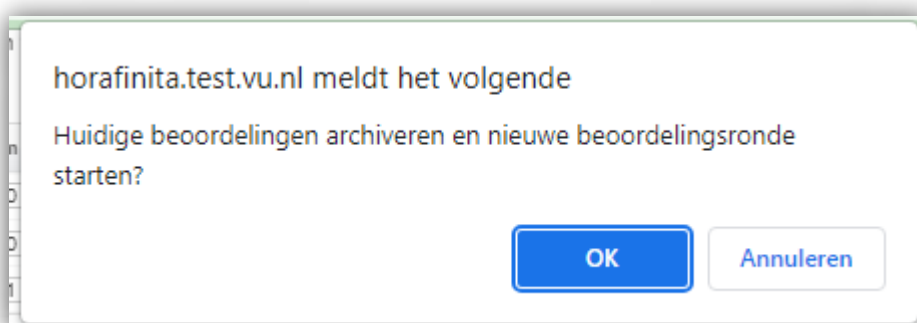 horafinita.test.vu.nl meldt het volgende
Huidige beoordelingen archiveren en nieuwe beoordelingsronde
starten?
OK
Annuleren